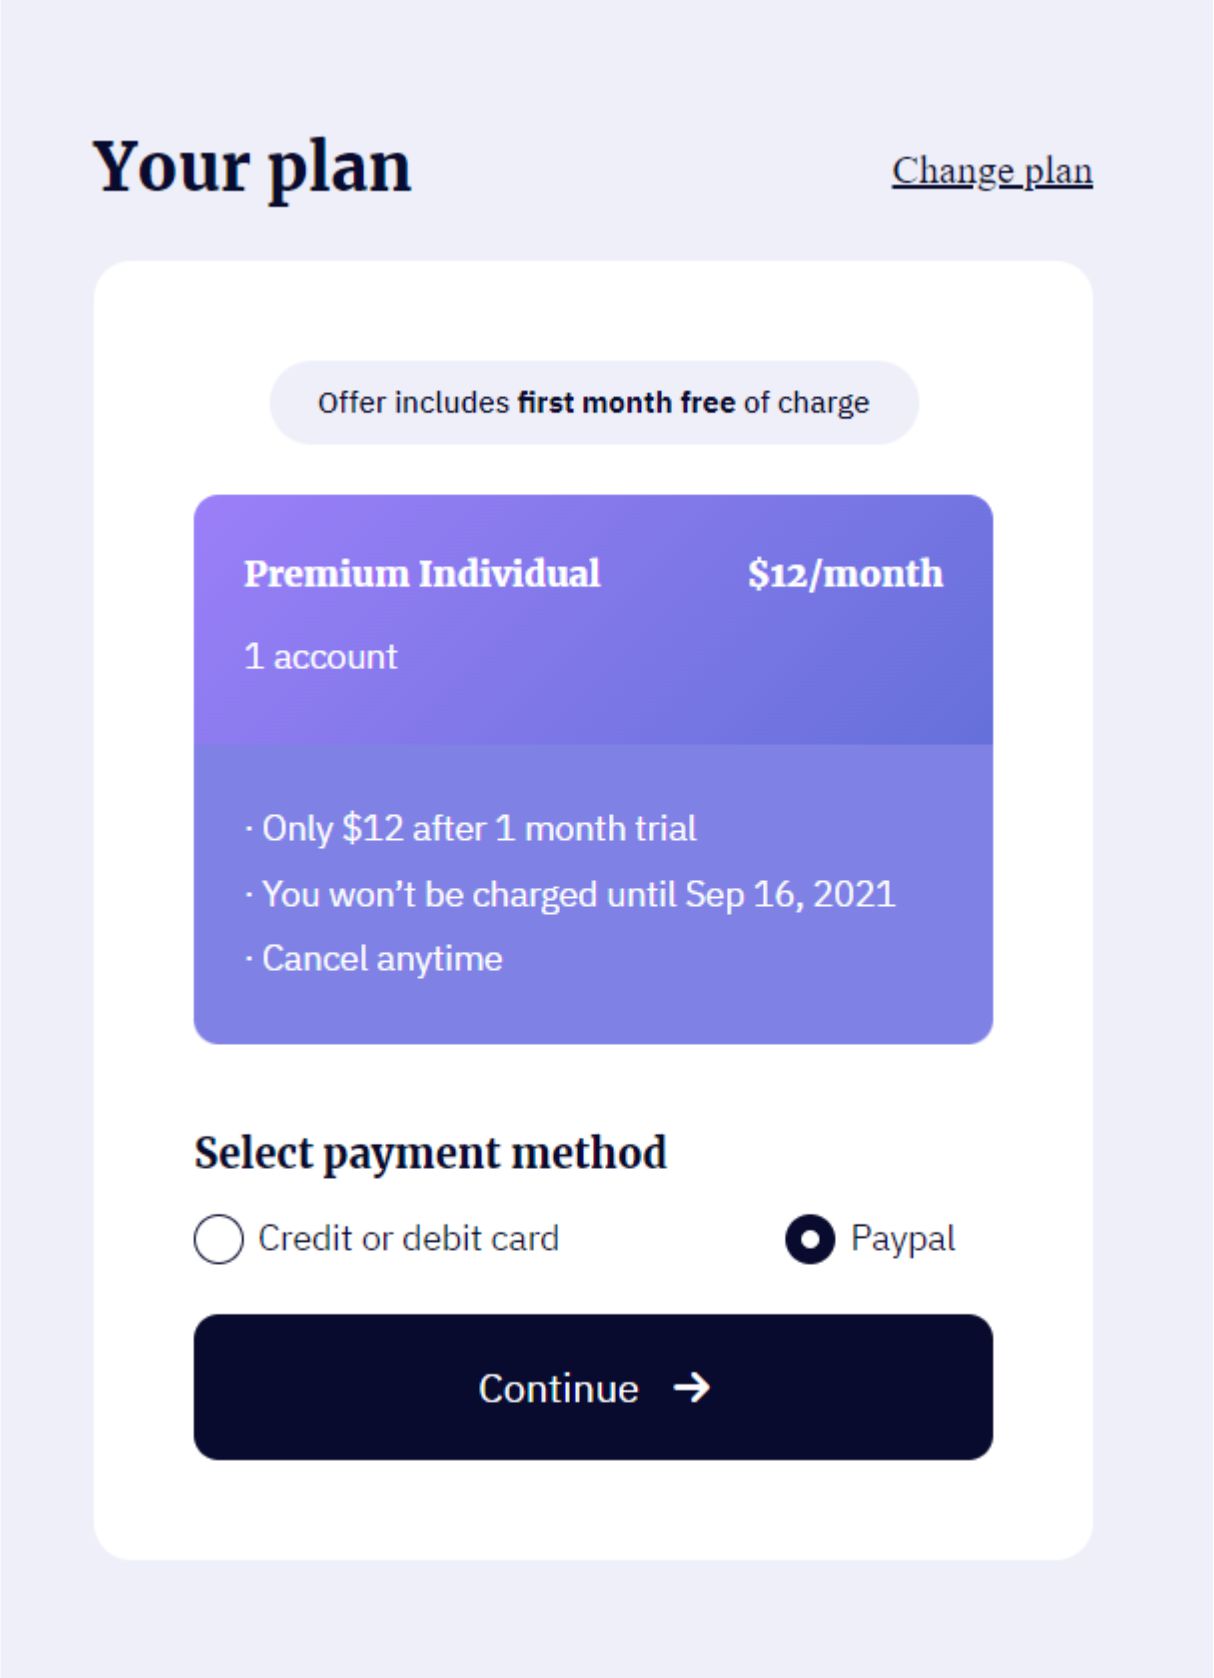 Your plan
Change plan
Offer includes first month free of charge
Premium Individual
$12/month
1 account
· Only $12 after 1 month trial
· You won’t be charged until Sep 16, 2021
· Cancel anytime
Select payment method
Credit or debit card
Paypal
Continue →